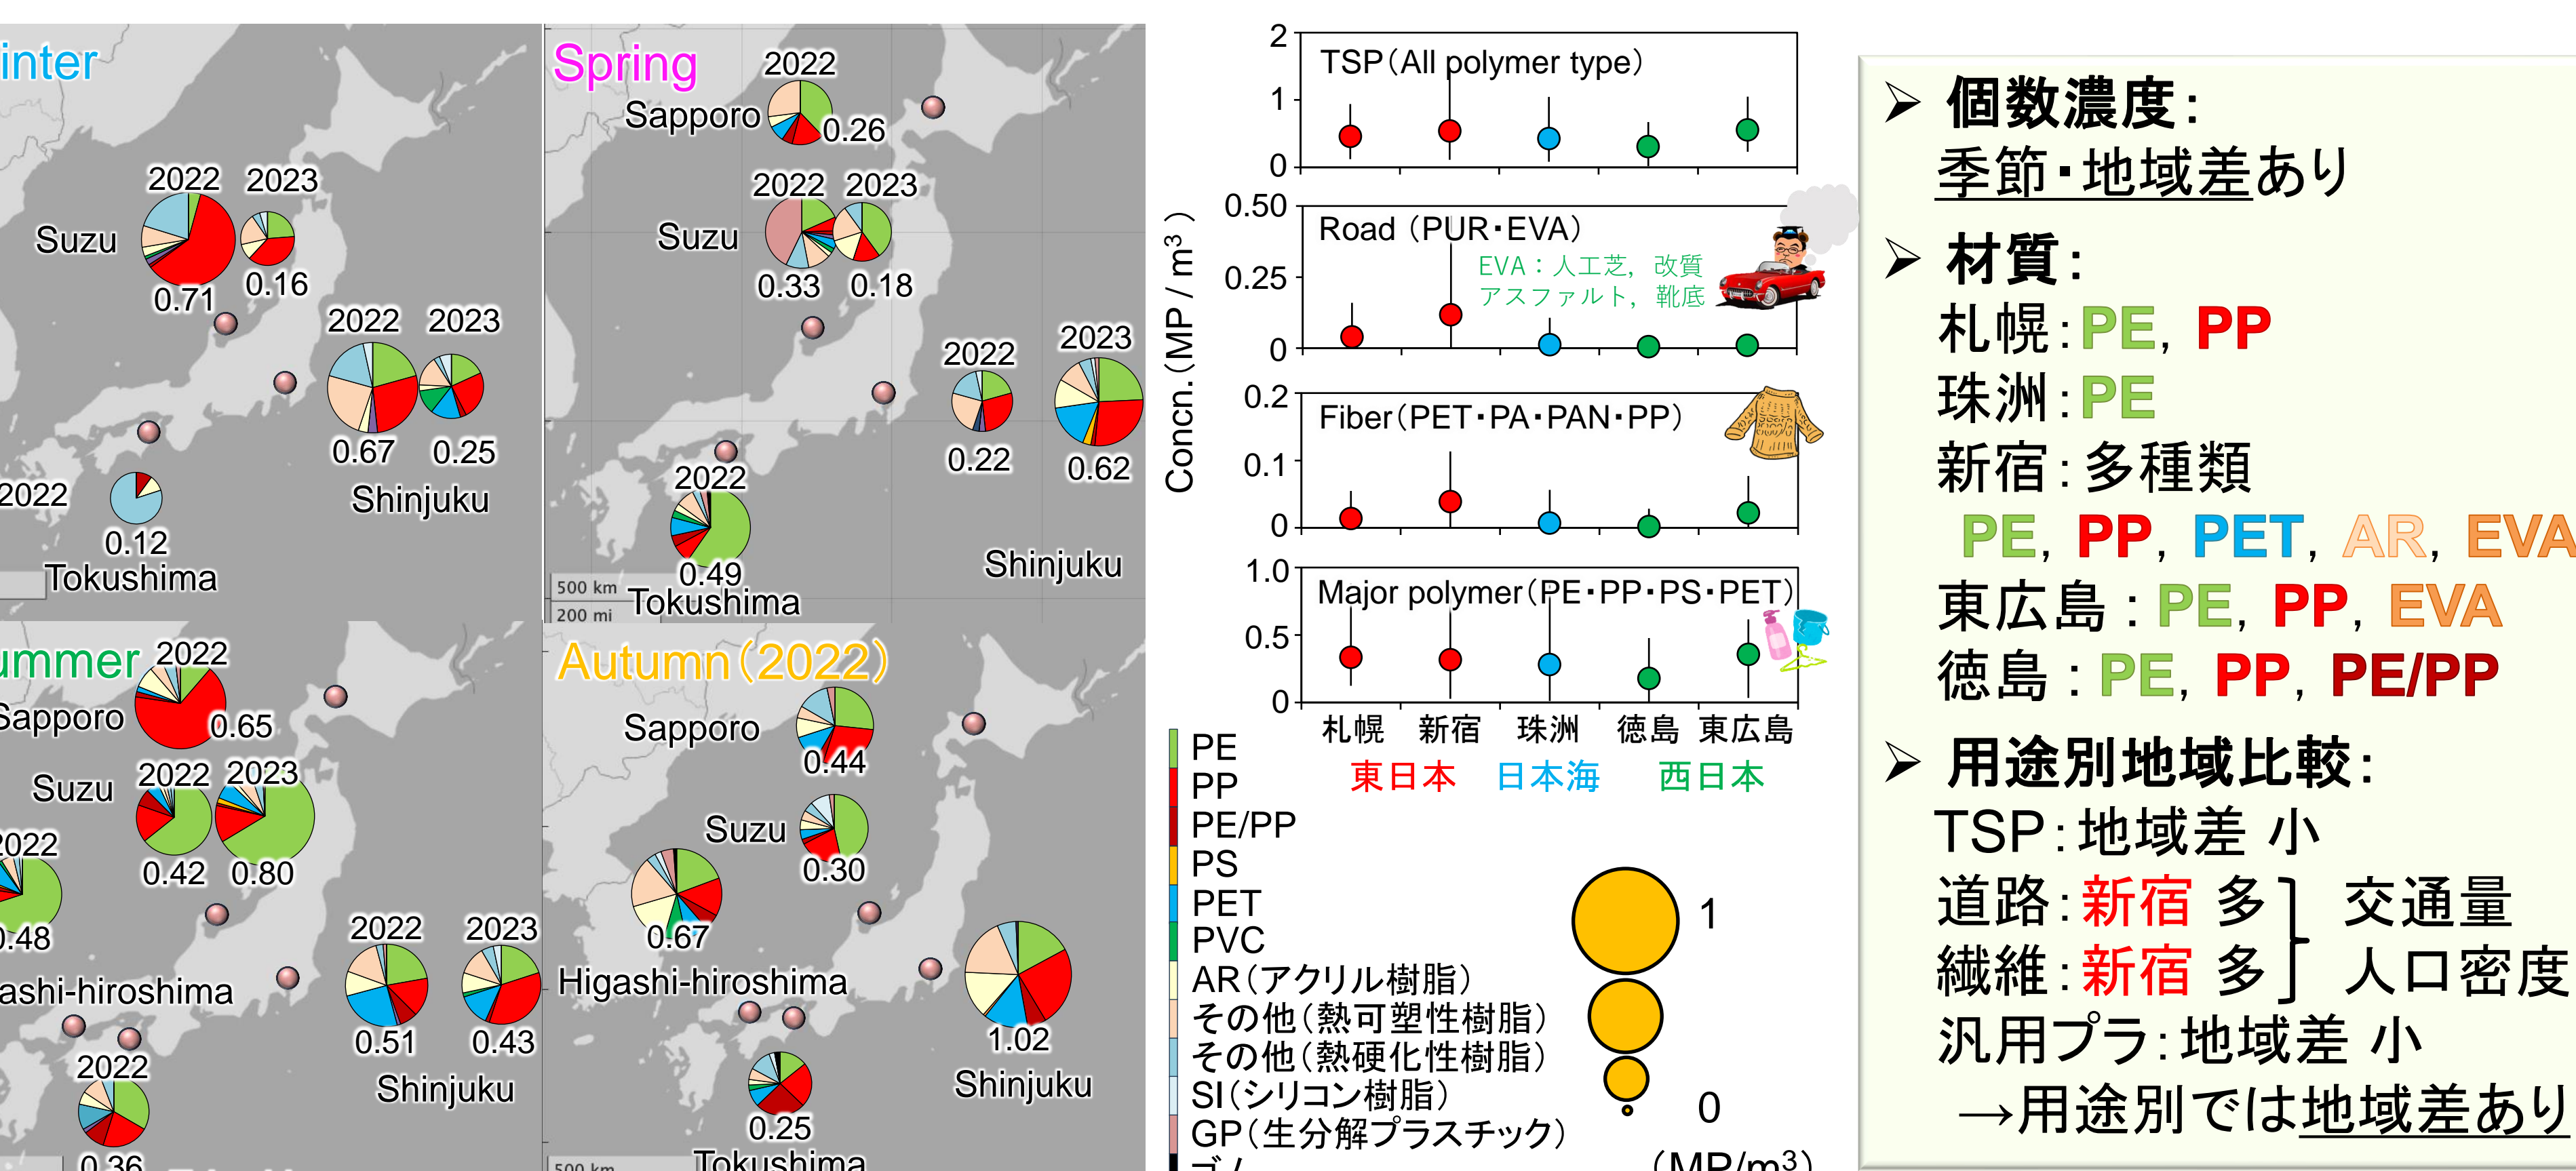 inter
2022
2023
Suzu
0.71
0.16
2022
2023
0.67
0.25
Shinjuku
2022
0.12
Tokushima
Spring
2022
Sapporo
0.26
2022
2023
Suzu
0.33
0.18
2022
2023
0.22
0.62
Shinjuku
2022
0.49
Tokushima
500 km
200 mi
ummer
2022
Sapporo
0.65
Suzu
2022
2023
0.42
0.80
2022
0.48
ashi-hiroshima
2022
2023
0.51
0.43
Shinjuku
2022
0.36
Autumn(2022)
Sapporo
0.44
Suzu
0.30
0.67
Higashi-hiroshima
1.02
Shinjuku
0.25
Tokushima
500 km
Concn.(MP / m³ )
2
1
0
TSP(All polymer type)
0.50
0.25
0
Road (PUR・EVA)
EVA：人工芝，改質
アスファルト，靴底
0.2
0.1
0
Fiber(PET・PA・PAN・PP)
1.0
0.5
0
Major polymer(PE・PP・PS・PET)
札幌 新宿 珠洲 徳島 東広島
東日本 日本海 西日本
PE
PP
PE/PP
PS
PET
PVC
AR(アクリル樹脂)
その他(熱可塑性樹脂)
その他(熱硬化性樹脂)
SI(シリコン樹脂)
GP(生分解プラスチック)
ゴム
1
0
(MP/m³)
➢ 個数濃度：
季節・地域差あり
➢ 材質：
札幌：PE, PP
珠洲：PE
新宿：多種類
PE, PP, PET, AR, EVA
東広島：PE, PP, EVA
徳島：PE, PP, PE/PP
➢ 用途別地域比較：
TSP：地域差 小
道路：新宿 多 交通量
繊維：新宿 多 人口密度
汎用プラ：地域差 小
→用途別では地域差あり